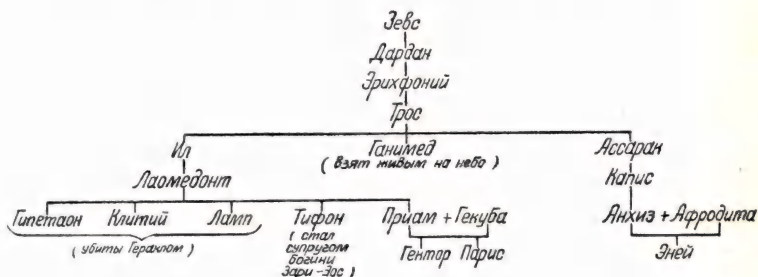 Зевс
Дардан
Эрихфоний
Трос
Ил Ганимед Ассарак
( взят живым на небо )
Лаомедонт Капис
Гипетаон Клитий Ламп Тифон Приам + Гекуба Анхиз + Афродита
( убиты Гераклом ) ( стал
супругом
богини
Зари - Эос ) Гектор Парис Эней